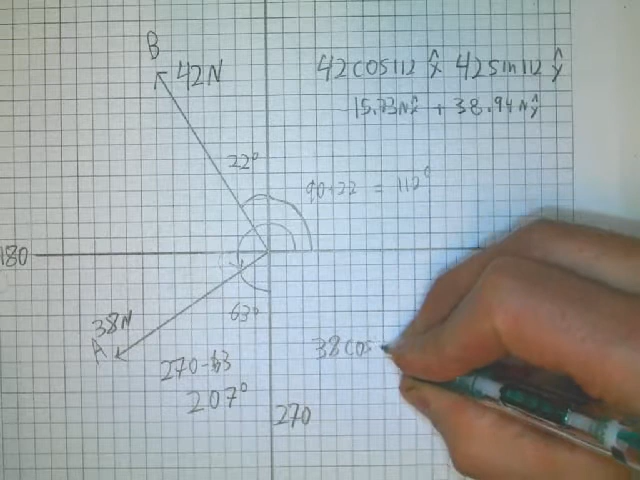 B
42N
42cos112 x̂ 42sin112 ŷ
15.73Nx̂ + 38.94Nŷ
22°
90+22 = 112°
180
63°
38N
A
38cos
270-63
207°
270